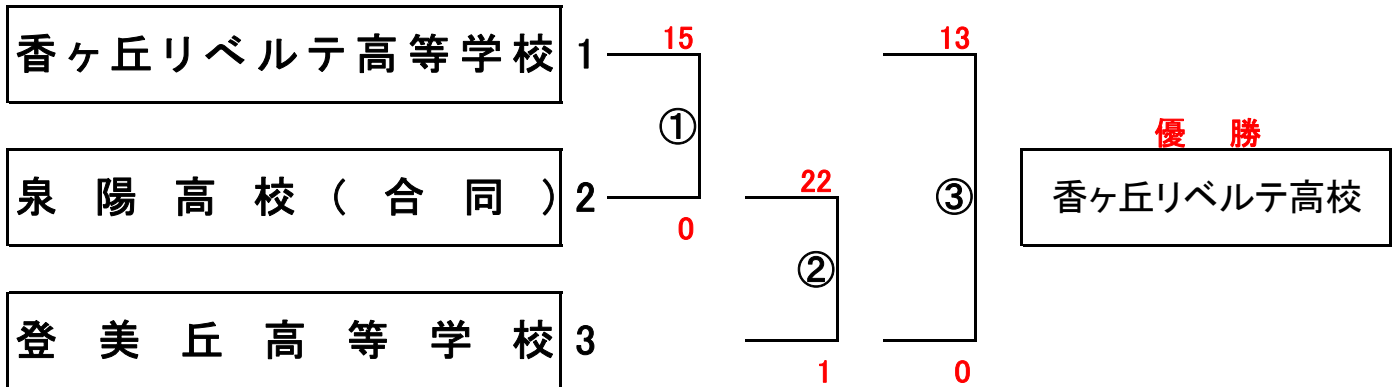 香ヶ丘リベルテ高等学校 1
15
13
①
優 勝
泉陽高校(合同) 2
0
22
③
香ヶ丘リベルテ高校
②
登美丘高等学校 3
1
0